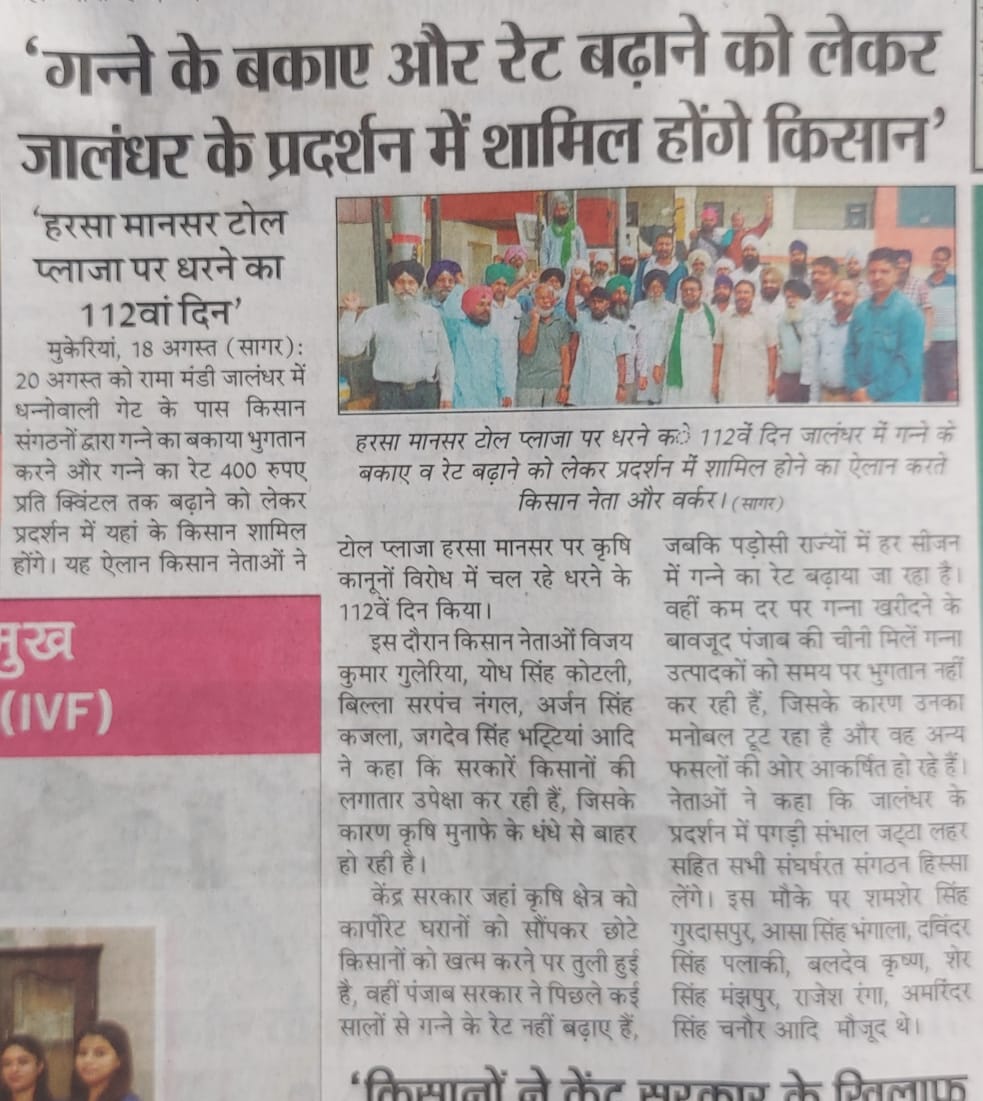 ‘गन्ने के बकाए और रेट बढ़ाने को लेकर
जालंधर के प्रदर्शन में शामिल होंगे किसान’
‘हरसा मानसर टोल
प्लाजा पर धरने का
112वां दिन’
मुकेरियां, 18 अगस्त (सागर):
20 अगस्त को रामा मंडी जालंधर में
धन्नोवाली गेट के पास किसान
संगठनों द्वारा गन्ने का बकाया भुगतान
करने और गन्ने का रेट 400 रुपए
प्रति क्विंटल तक बढ़ाने को लेकर
प्रदर्शन में यहां के किसान शामिल
होंगे। यह ऐलान किसान नेताओं ने
हरसा मानसर टोल प्लाजा पर धरने के 112वें दिन जालंधर में गन्ने के
बकाए व रेट बढ़ाने को लेकर प्रदर्शन में शामिल होने का ऐलान करते
किसान नेता और वर्कर। (सागर)
टोल प्लाजा हरसा मानसर पर कृषि
कानूनों विरोध में चल रहे धरने के
112वें दिन किया।
इस दौरान किसान नेताओं विजय
कुमार गुलेरिया, योध सिंह कोटली,
बिल्ला सरपंच नंगल, अर्जन सिंह
कजला, जगदेव सिंह भट्टियां आदि
ने कहा कि सरकारें किसानों की
लगातार उपेक्षा कर रही हैं, जिसके
कारण कृषि मुनाफे के धंधे से बाहर
हो रही है।
केंद्र सरकार जहां कृषि क्षेत्र को
कार्पोरेट घरानों को सौंपकर छोटे
किसानों को खत्म करने पर तुली हुई
है, वहीं पंजाब सरकार ने पिछले कई
सालों से गन्ने के रेट नहीं बढ़ाए हैं,
जबकि पड़ोसी राज्यों में हर सीजन
में गन्ने का रेट बढ़ाया जा रहा है।
वहीं कम दर पर गन्ना खरीदने के
बावजूद पंजाब की चीनी मिलें गन्ना
उत्पादकों को समय पर भुगतान नहीं
कर रही हैं, जिसके कारण उनका
मनोबल टूट रहा है और वह अन्य
फसलों की ओर आकर्षित हो रहे हैं।
नेताओं ने कहा कि जालंधर के
प्रदर्शन में पगड़ी संभाल जट्टा लहर
सहित सभी संघर्षरत संगठन हिस्सा
लेंगे। इस मौके पर शमशेर सिंह
गुरदासपुर, आसा सिंह भंगाला, दविंदर
सिंह पलाकी, बलदेव कृष्ण, शेर
सिंह मंझपुर, राजेश रंगा, अमरिंदर
सिंह चनौर आदि मौजूद थे।
मुख
(IVF)
‘किसानों ने केंद्र सरकार के खिलाफ